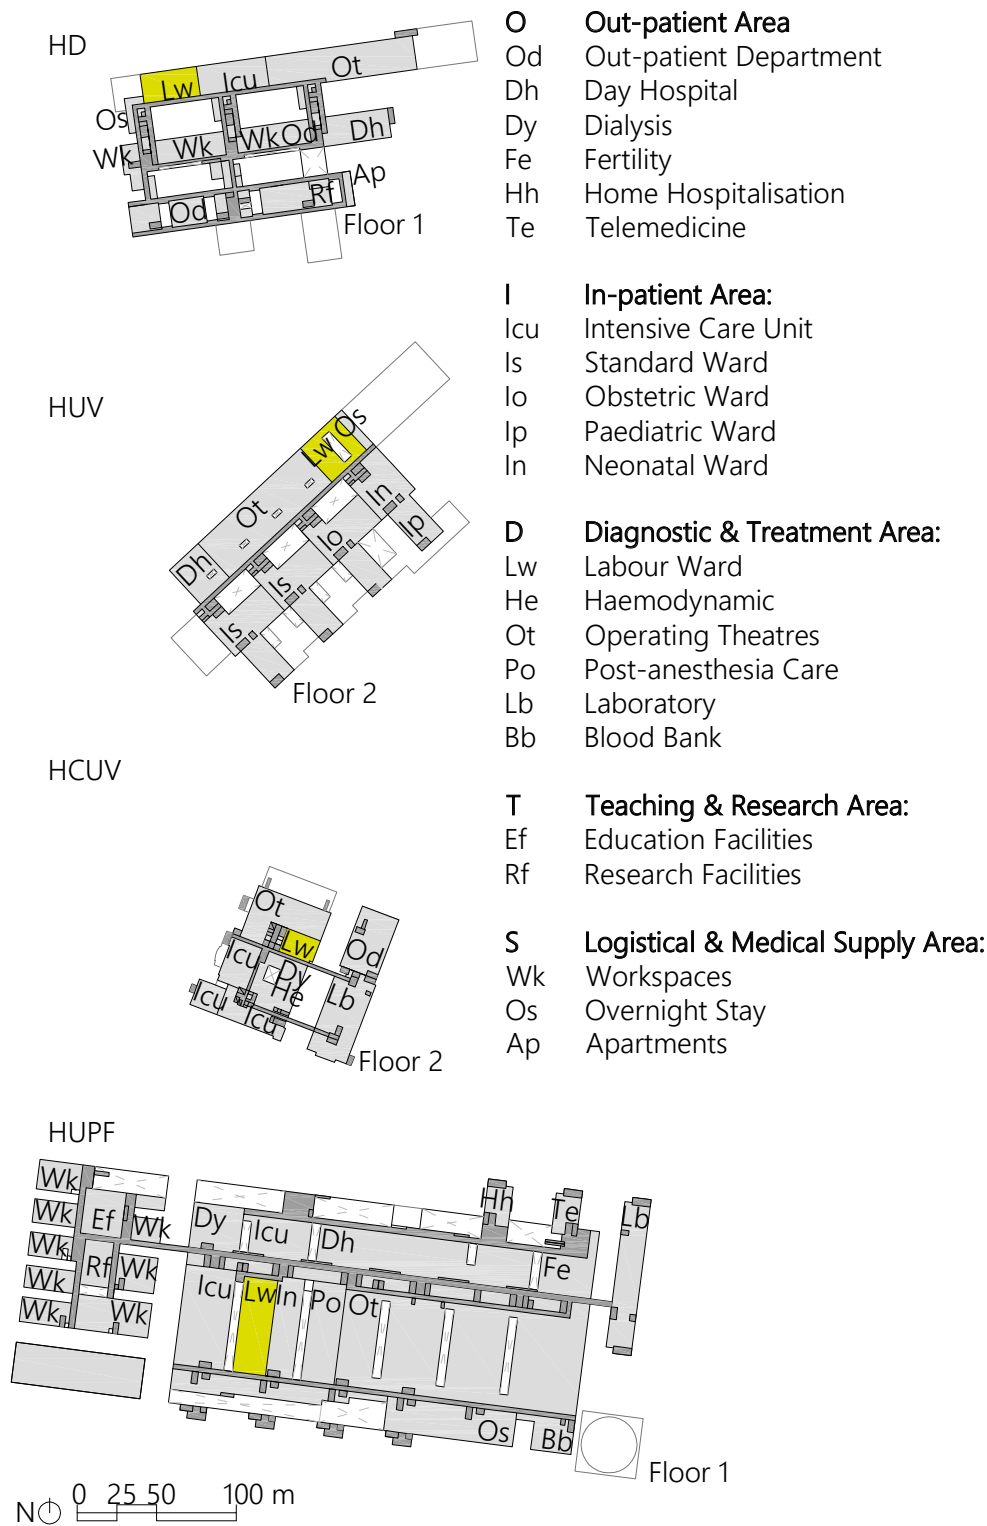 HD
Ot
Icu
Lw
Os
Wk
Wk
Wk
Od
Dh
Ap
Rf
Od
Floor 1
HUV
Os
Lw
Ot
In
Io
Ip
Dh
Is
Is
Floor 2
HCUV
Ot
Lw
Od
Icu
Dy
He
Lb
Icu
Icu
Floor 2
HUPF
Wk
Wk
Wk
Wk
Wk
Ef
Wk
Rf
Wk
Wk
Dy
Icu
Dh
Hh
Te
Lb
Fe
Icu
Lw
In
Po
Ot
Os
Bb
Floor 1
N
0 25 50 100 m
O Out-patient Area
Od Out-patient Department
Dh Day Hospital
Dy Dialysis
Fe Fertility
Hh Home Hospitalisation
Te Telemedicine
I In-patient Area:
Icu Intensive Care Unit
Is Standard Ward
Io Obstetric Ward
Ip Paediatric Ward
In Neonatal Ward
D Diagnostic & Treatment Area:
Lw Labour Ward
He Haemodynamic
Ot Operating Theatres
Po Post-anesthesia Care
Lb Laboratory
Bb Blood Bank
T Teaching & Research Area:
Ef Education Facilities
Rf Research Facilities
S Logistical & Medical Supply Area:
Wk Workspaces
Os Overnight Stay
Ap Apartments